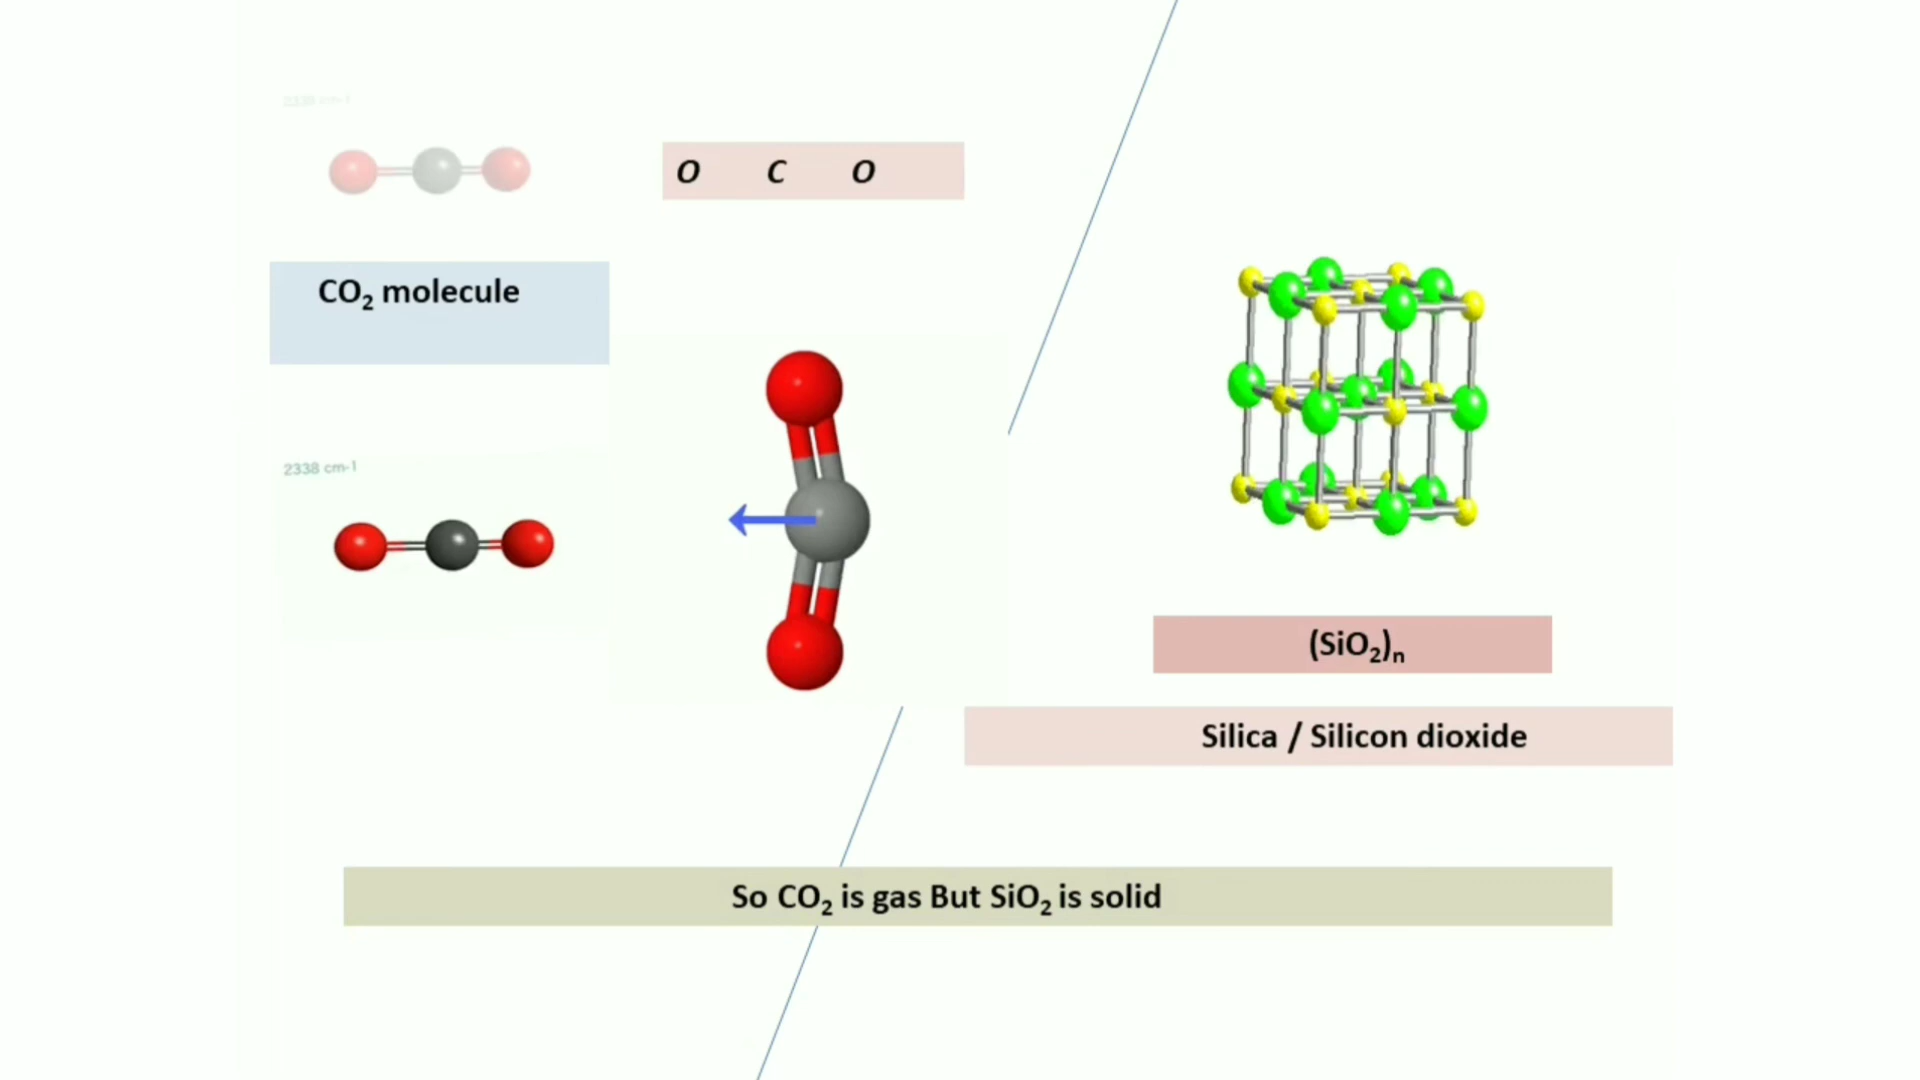 2338 cm-1
O C O
CO₂ molecule
2338 cm-1
(SiO₂)ₙ
Silica / Silicon dioxide
So CO₂ is gas But SiO₂ is solid